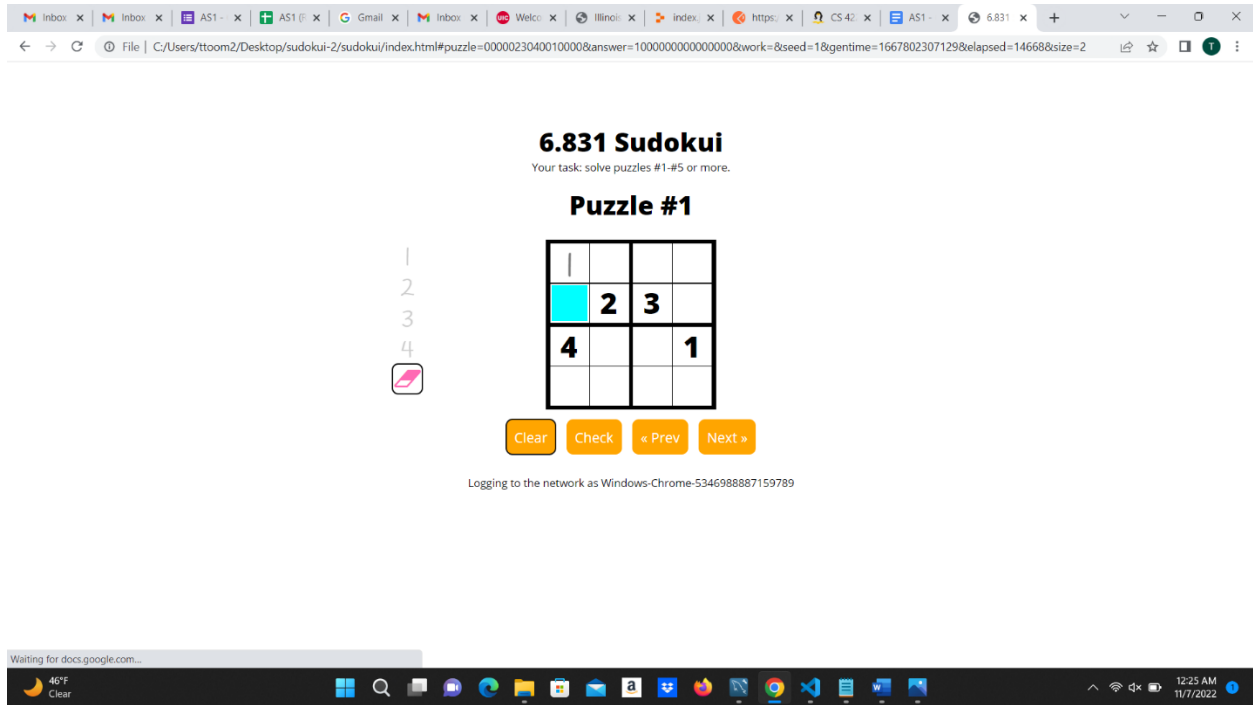 Inbox Inbox AS1 - AS1 (F Gmail Inbox Welco Illinois index. https:/ CS 42 AS1 - 6.831
File | C:/Users/ttoom2/Desktop/sudokui-2/sudokui/index.html#puzzle=0000023040010000&answer=1000000000000000&work=&seed=1&gentime=1667802307129&elapsed=14668&size=2 T
6.831 Sudokui
Your task: solve puzzles #1-#5 or more.
Puzzle #1
1 1
2 2 3
3
4 4 1
Clear Check « Prev Next »
Logging to the network as Windows-Chrome-5346988887159789
Waiting for docs.google.com...
46°F
Clear
12:25 AM
11/7/2022